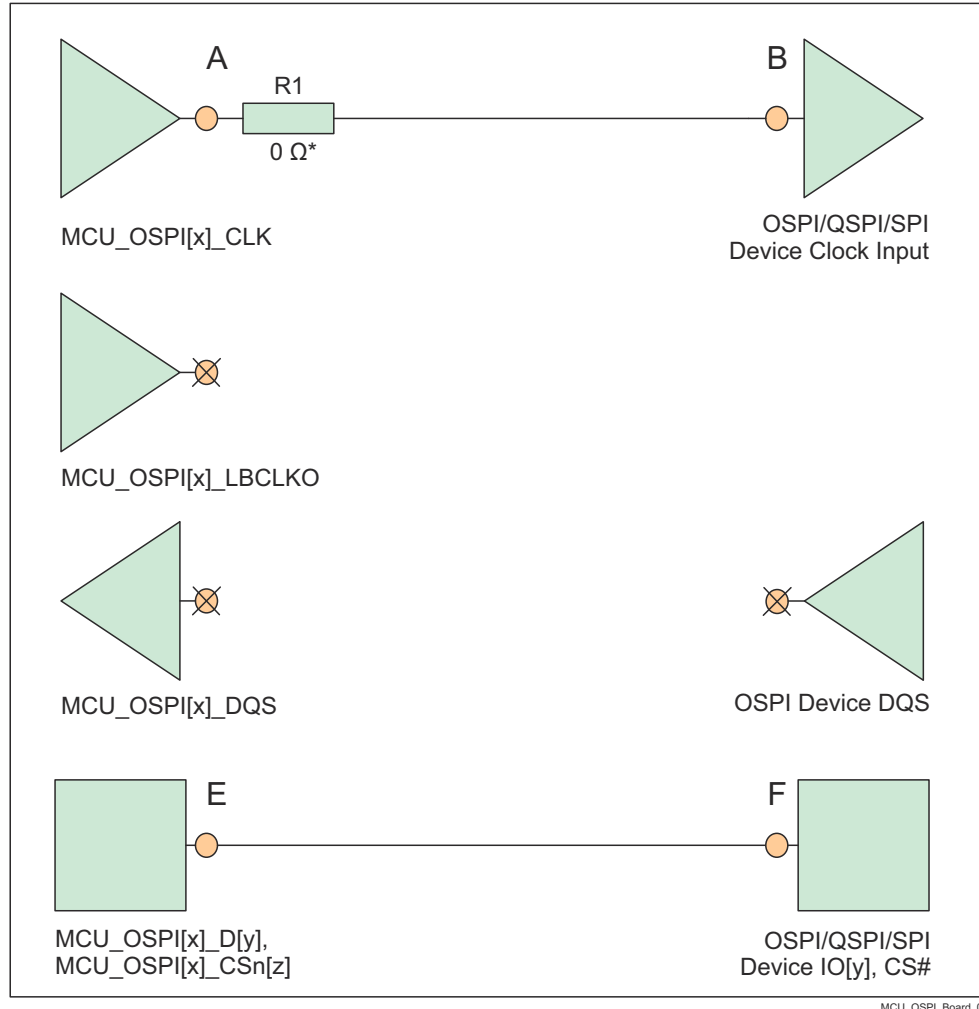 A
B
R1
0 Ω*
MCU_OSPI[x]_CLK
OSPI/QSPI/SPI
Device Clock Input
MCU_OSPI[x]_LBCLKO
MCU_OSPI[x]_DQS
OSPI Device DQS
E
F
MCU_OSPI[x]_D[y],
MCU_OSPI[x]_CSn[z]
OSPI/QSPI/SPI
Device IO[y], CS#
MCU_OSPI_Board_